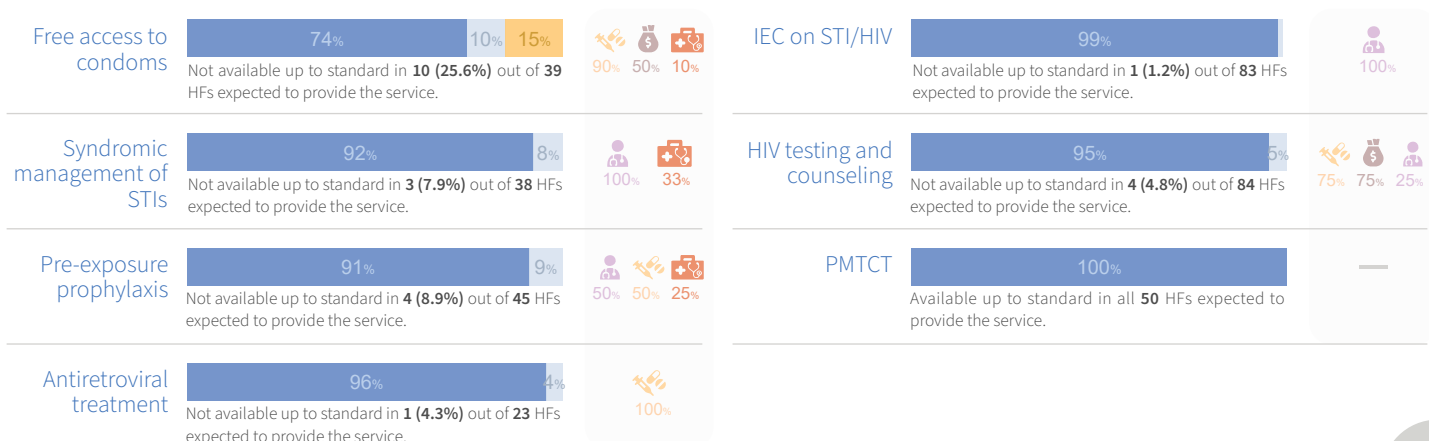 Free access to
condoms
74%
10%
15%
Not available up to standard in 10 (25.6%) out of 39
HFs expected to provide the service.
90% 50% 10%
Syndromic
management of
STIs
92%
8%
Not available up to standard in 3 (7.9%) out of 38 HFs
expected to provide the service.
100% 33%
Pre-exposure
prophylaxis
91%
9%
Not available up to standard in 4 (8.9%) out of 45 HFs
expected to provide the service.
50% 50% 25%
Antiretroviral
treatment
96%
4%
Not available up to standard in 1 (4.3%) out of 23 HFs
expected to provide the service.
100%
IEC on STI/HIV
99%
Not available up to standard in 1 (1.2%) out of 83 HFs
expected to provide the service.
100%
HIV testing and
counseling
95%
5%
Not available up to standard in 4 (4.8%) out of 84 HFs
expected to provide the service.
75% 75% 25%
PMTCT
100%
Available up to standard in all 50 HFs expected to
provide the service.